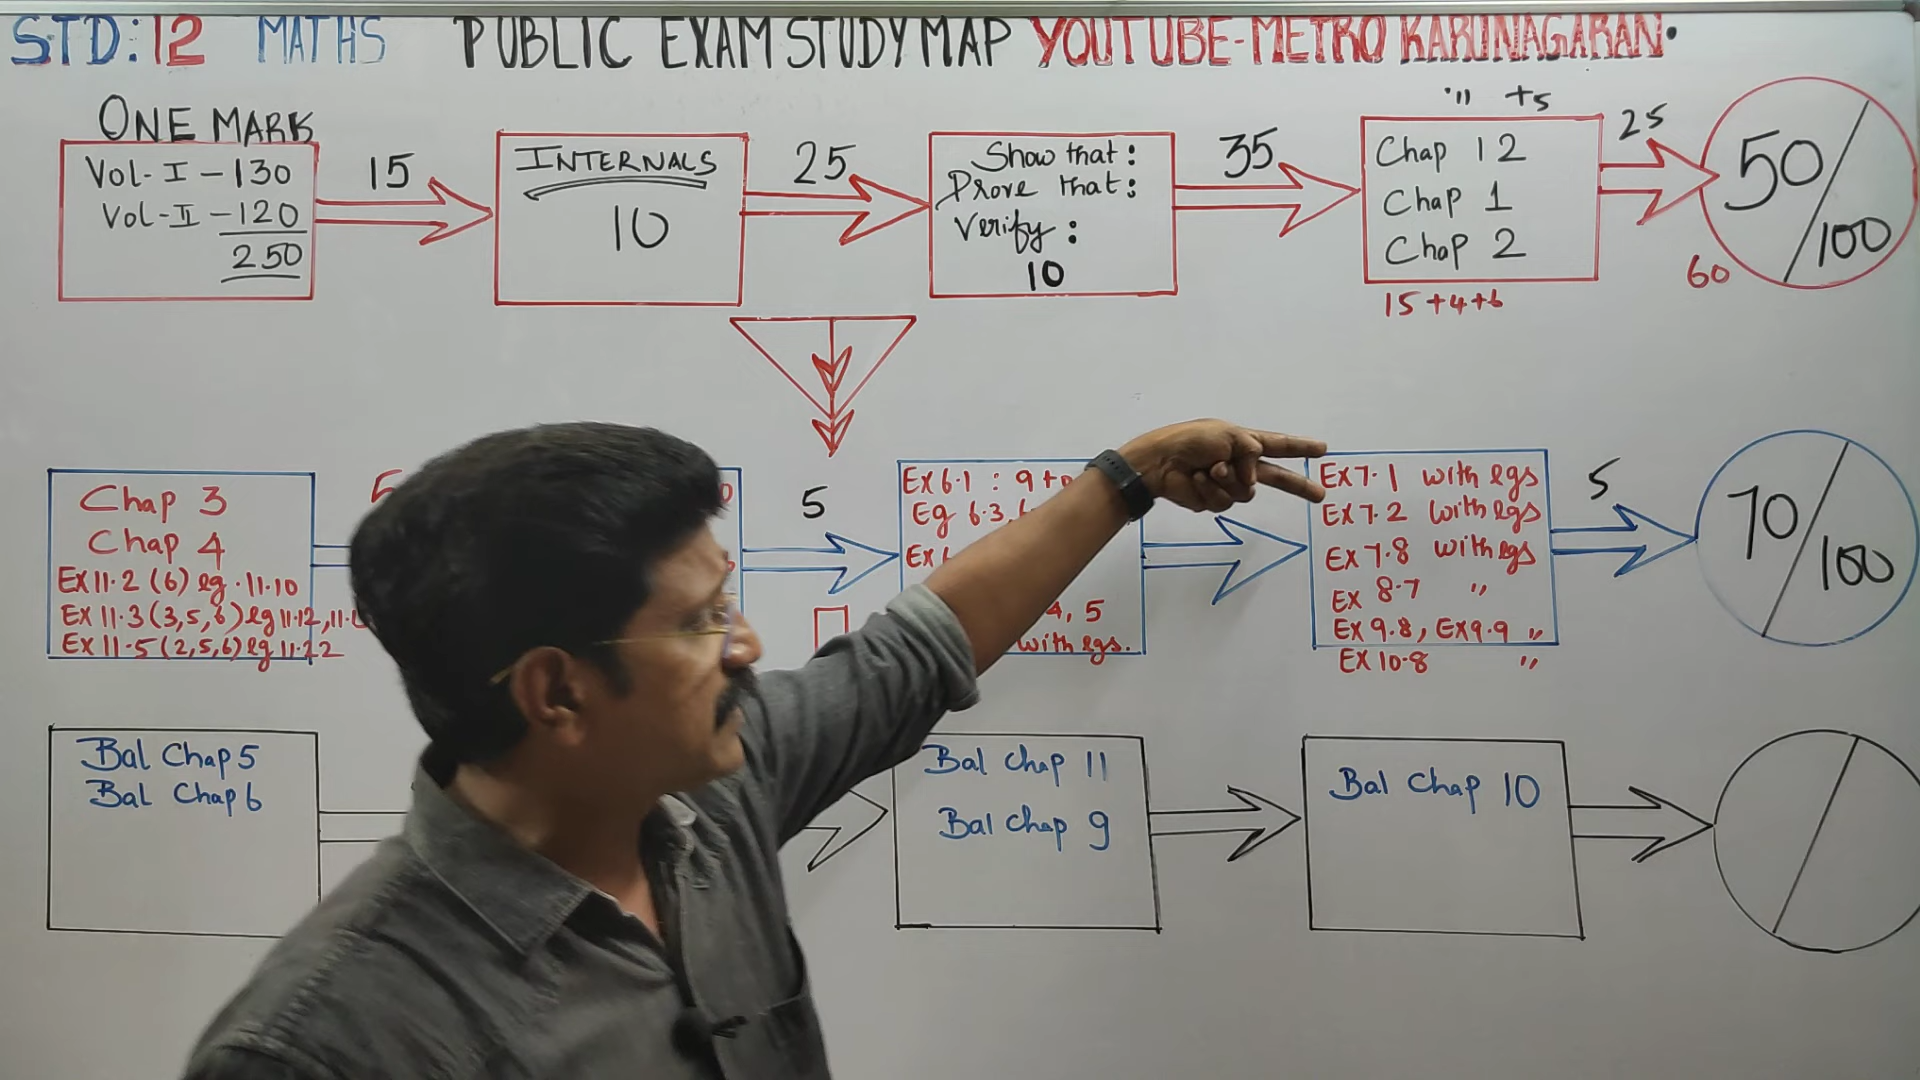 STD:12 MATHS PUBLIC EXAM STUDY MAP YOUTUBE-METRO KARUNAGARAN.
ONE MARK
Vol-I - 130
Vol-II - 120
250
15
INTERNALS
10
25
Show that:
Prove that:
Verify:
10
35
" +5
Chap 12
Chap 1
Chap 2
15+4+6
25
50/100
60
Chap 3
Chap 4
Ex 11.2 (6) eg. 11.10
Ex 11.3 (3,5,6) eg 11.12, 11.
Ex 11.5 (2,5,6) eg 11.22
5
5
Ex 6.1 : 9 to
Eg 6.3,
Ex 6
4, 5
with egs.
Ex 7.1 with egs
Ex 7.2 with egs
Ex 7.8 with egs
Ex 8.7 "
Ex 9.8, Ex 9.9 "
Ex 10.8 "
5
70/100
Bal Chap 5
Bal Chap 6
Bal Chap 11
Bal Chap 9
Bal Chap 10